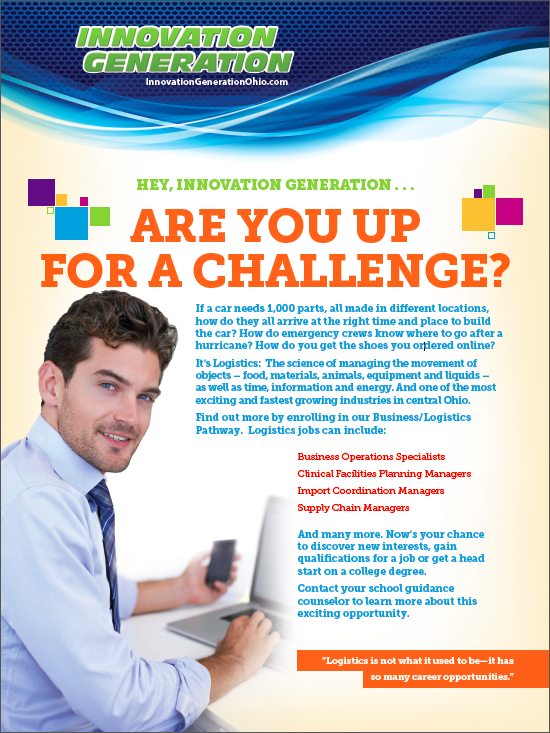 INNOVATION
GENERATION
InnovationGenerationOhio.com
HEY, INNOVATION GENERATION . . .
ARE YOU UP
FOR A CHALLENGE?
If a car needs 1,000 parts, all made in different locations,
how do they all arrive at the right time and place to build
the car? How do emergency crews know where to go after a
hurricane? How do you get the shoes you ordered online?
It's Logistics: The science of managing the movement of
objects – food, materials, animals, equipment and liquids –
as well as time, information and energy. And one of the most
exciting and fastest growing industries in central Ohio.
Find out more by enrolling in our Business/Logistics
Pathway. Logistics jobs can include:
Business Operations Specialists
Clinical Facilities Planning Managers
Import Coordination Managers
Supply Chain Managers
And many more. Now's your chance
to discover new interests, gain
qualifications for a job or get a head
start on a college degree.
Contact your school guidance
counselor to learn more about this
exciting opportunity.
"Logistics is not what it used to be—it has
so many career opportunities."